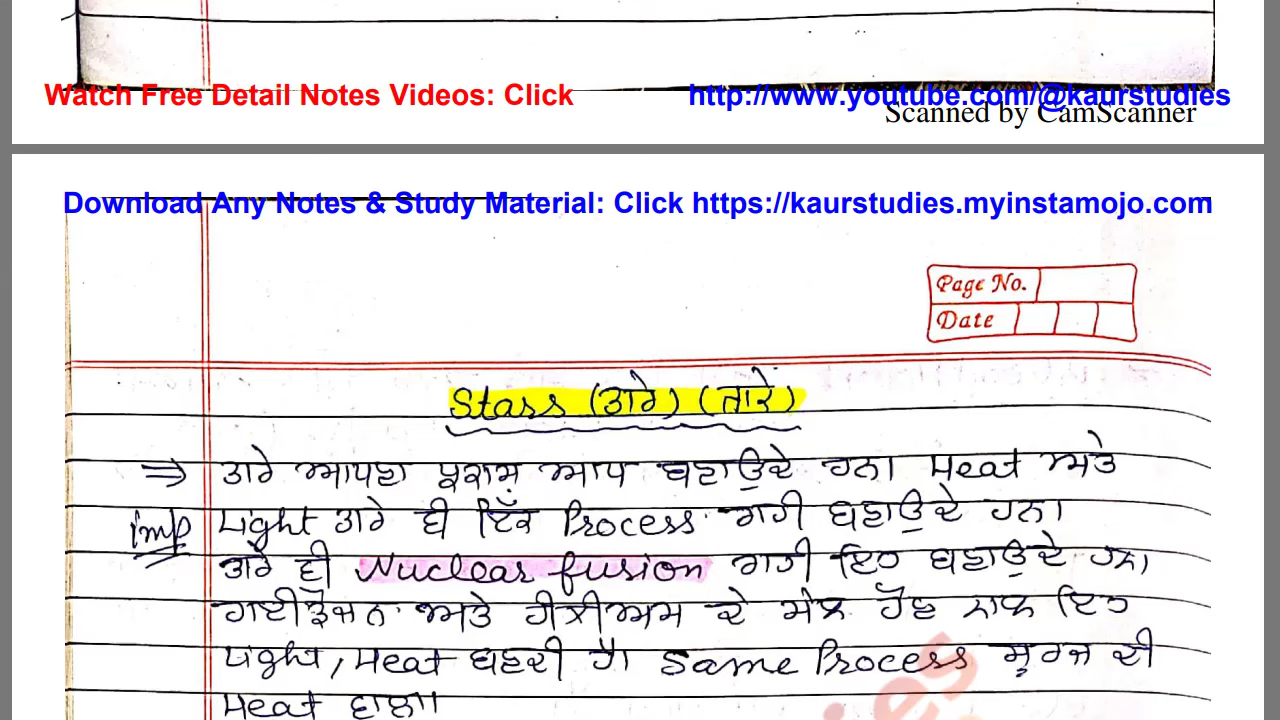 Watch Free Detail Notes Videos: Click http://www.youtube.com/@kaurstudies
Scanned by CamScanner
Download Any Notes & Study Material: Click https://kaurstudies.myinstamojo.com
Page No.
Date
Stars (ਤਾਰੇ) (ਤਾਰੇਂ)
⇒ ਤਾਰੇ ਆਪਣਾ ਪ੍ਰਕਾਸ਼ ਆਪ ਬਣਾਉਂਦੇ ਹਨ। Heat ਅਤੇ
imp Light ਤਾਰੇ ਵੀ ਇੱਕ Process ਰਾਹੀ ਬਣਾਉਂਦੇ ਹਨ।
ਤਾਰੇ ਵੀ Nuclear fusion ਰਾਹੀ ਇਹ ਬਣਾਉਂਦੇ ਹਨ।
ਹਾਈਡ੍ਰੋਜਨ ਅਤੇ ਹੀਲੀਅਮ ਦੇ ਮੇਲ ਹੋਣ ਨਾਲ ਇਹ
Light, Heat ਬਣਦੀ ਹੈ। Same Process ਸੂਰਜ ਦੀ
Heat ਵਾਲਾ।